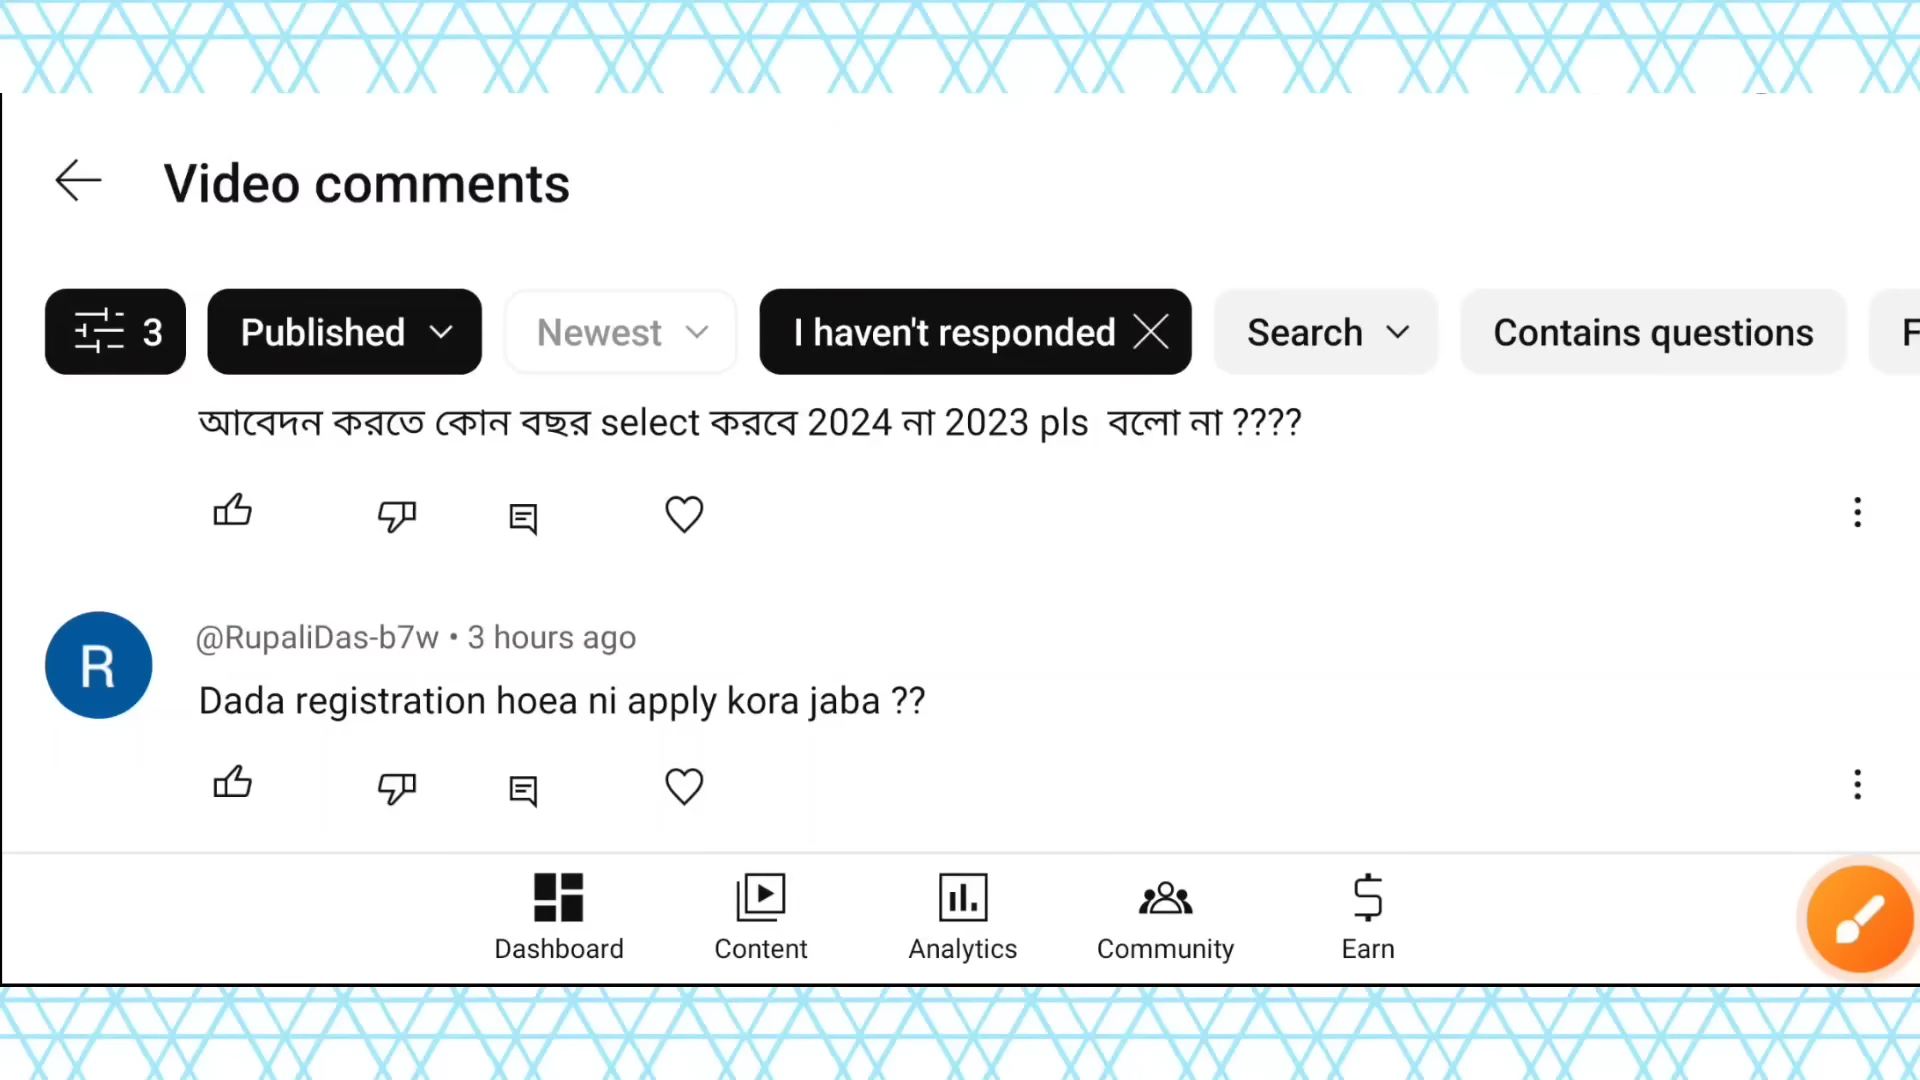 Video comments
3
Published
Newest
I haven't responded
Search
Contains questions
আবেদন করতে কোন বছর select করবে 2024 না 2023 pls বলো না ????
@RupaliDas-b7w • 3 hours ago
R
Dada registration hoea ni apply kora jaba ??
Dashboard
Content
Analytics
Community
Earn